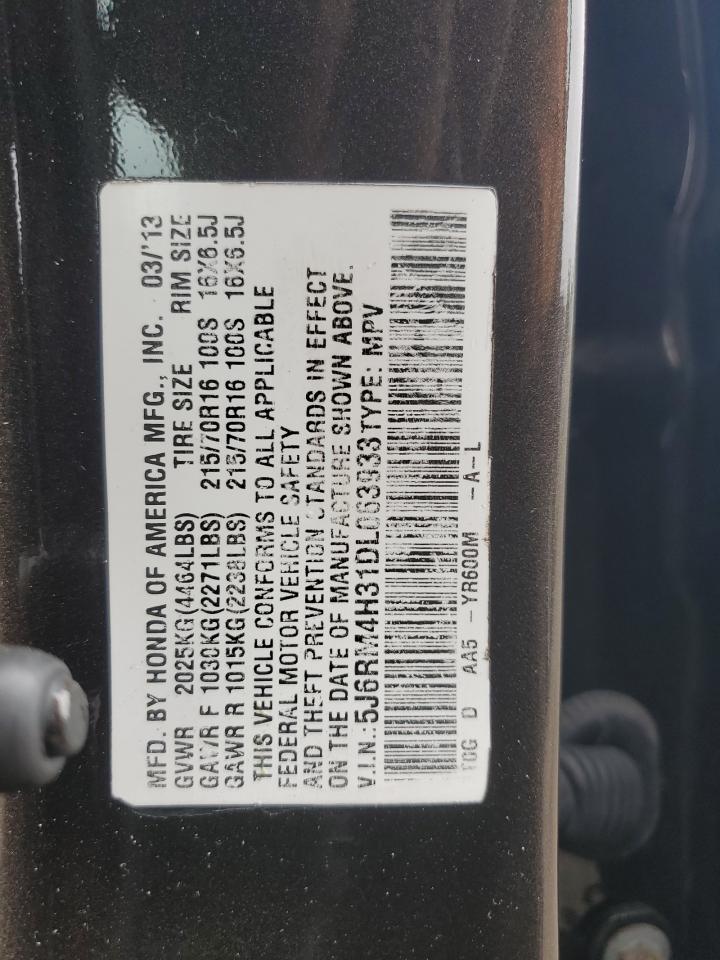 MFD. BY HONDA OF AMERICA MFG., INC. 03/'13
GVWR 2025KG(4464LBS) TIRE SIZE RIM SIZE
GAWR F 1030KG(2271LBS) 215/70R16 100S 16X6.5J
GAWR R 1015KG(2238LBS) 215/70R16 100S 16X6.5J
THIS VEHICLE CONFORMS TO ALL APPLICABLE
FEDERAL MOTOR VEHICLE SAFETY
AND THEFT PREVENTION STANDARDS IN EFFECT
ON THE DATE OF MANUFACTURE SHOWN ABOVE.
V.I.N.: TYPE: MPV
D AA5 -YR600M -A-L